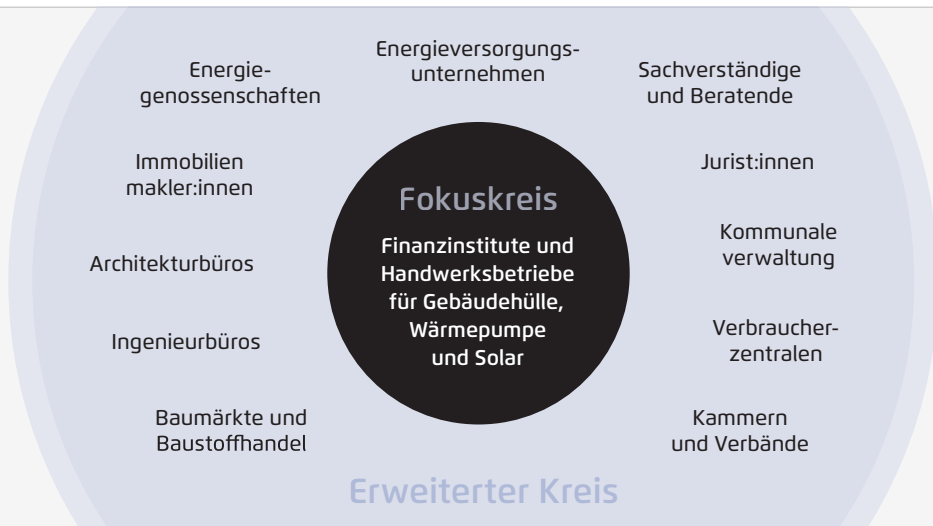 Energieversorgungs-
unternehmen
Energie-
genossenschaften
Sachverständige
und Beratende
Immobilien
makler:innen
Jurist:innen
Fokuskreis
Finanzinstitute und
Handwerksbetriebe
für Gebäudehülle,
Wärmepumpe
und Solar
Architekturbüros
Kommunale
verwaltung
Ingenieurbüros
Verbraucher-
zentralen
Baumärkte und
Baustoffhandel
Kammern
und Verbände
Erweiterter Kreis